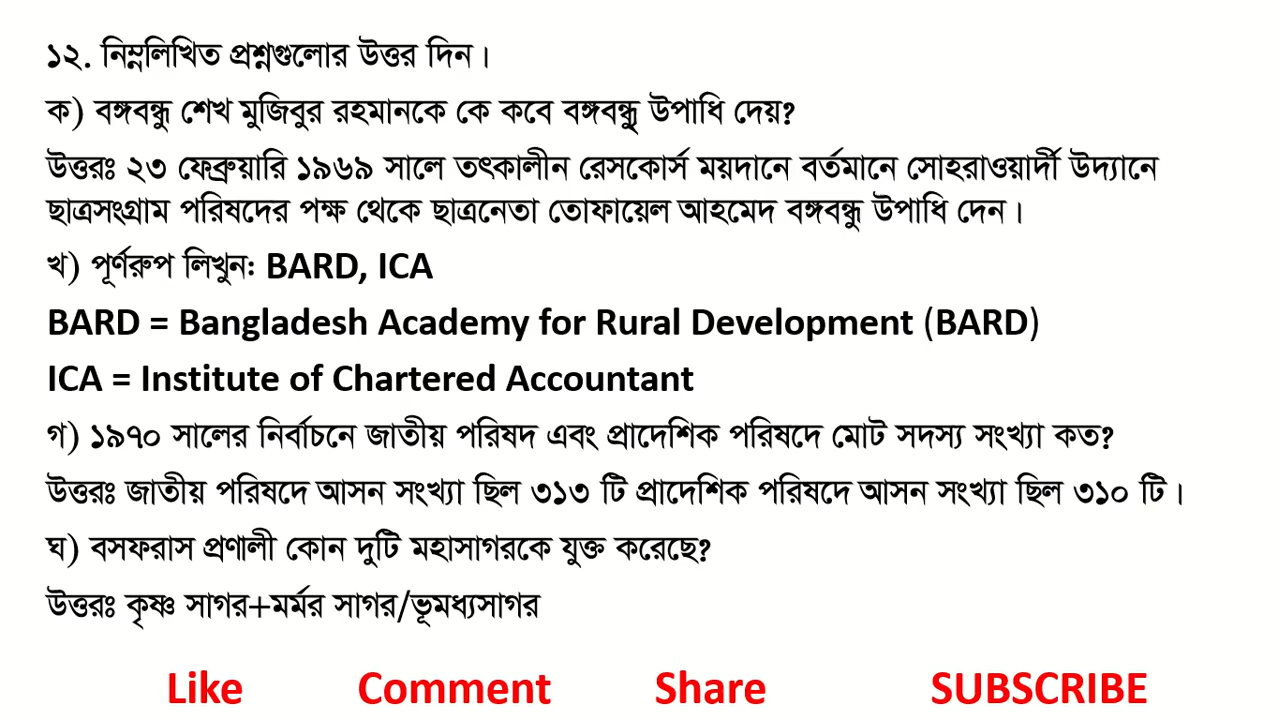 ১২. নিম্নলিখিত প্রশ্নগুলোর উত্তর দিন।
ক) বঙ্গবন্ধু শেখ মুজিবুর রহমানকে কে কবে বঙ্গবন্ধুু উপাধি দেয়?
উত্তরঃ ২৩ ফেব্রুয়ারি ১৯৬৯ সালে তৎকালীন রেসকোর্স ময়দানে বর্তমানে সোহরাওয়ার্দী উদ্যানে
ছাত্রসংগ্রাম পরিষদের পক্ষ থেকে ছাত্রনেতা তোফায়েল আহমেদ বঙ্গবন্ধু উপাধি দেন।
খ) পূর্ণরুপ লিখুনঃ BARD, ICA
BARD = Bangladesh Academy for Rural Development (BARD)
ICA = Institute of Chartered Accountant
গ) ১৯৭০ সালের নির্বাচনে জাতীয় পরিষদ এবং প্রাদেশিক পরিষদে মোট সদস্য সংখ্যা কত?
উত্তরঃ জাতীয় পরিষদে আসন সংখ্যা ছিল ৩১৩ টি প্রাদেশিক পরিষদে আসন সংখ্যা ছিল ৩১০ টি।
ঘ) বসফরাস প্রণালী কোন দুটি মহাসাগরকে যুক্ত করেছে?
উত্তরঃ কৃষ্ণ সাগর+মর্মর সাগর/ভূমধ্যসাগর
Like Comment Share SUBSCRIBE